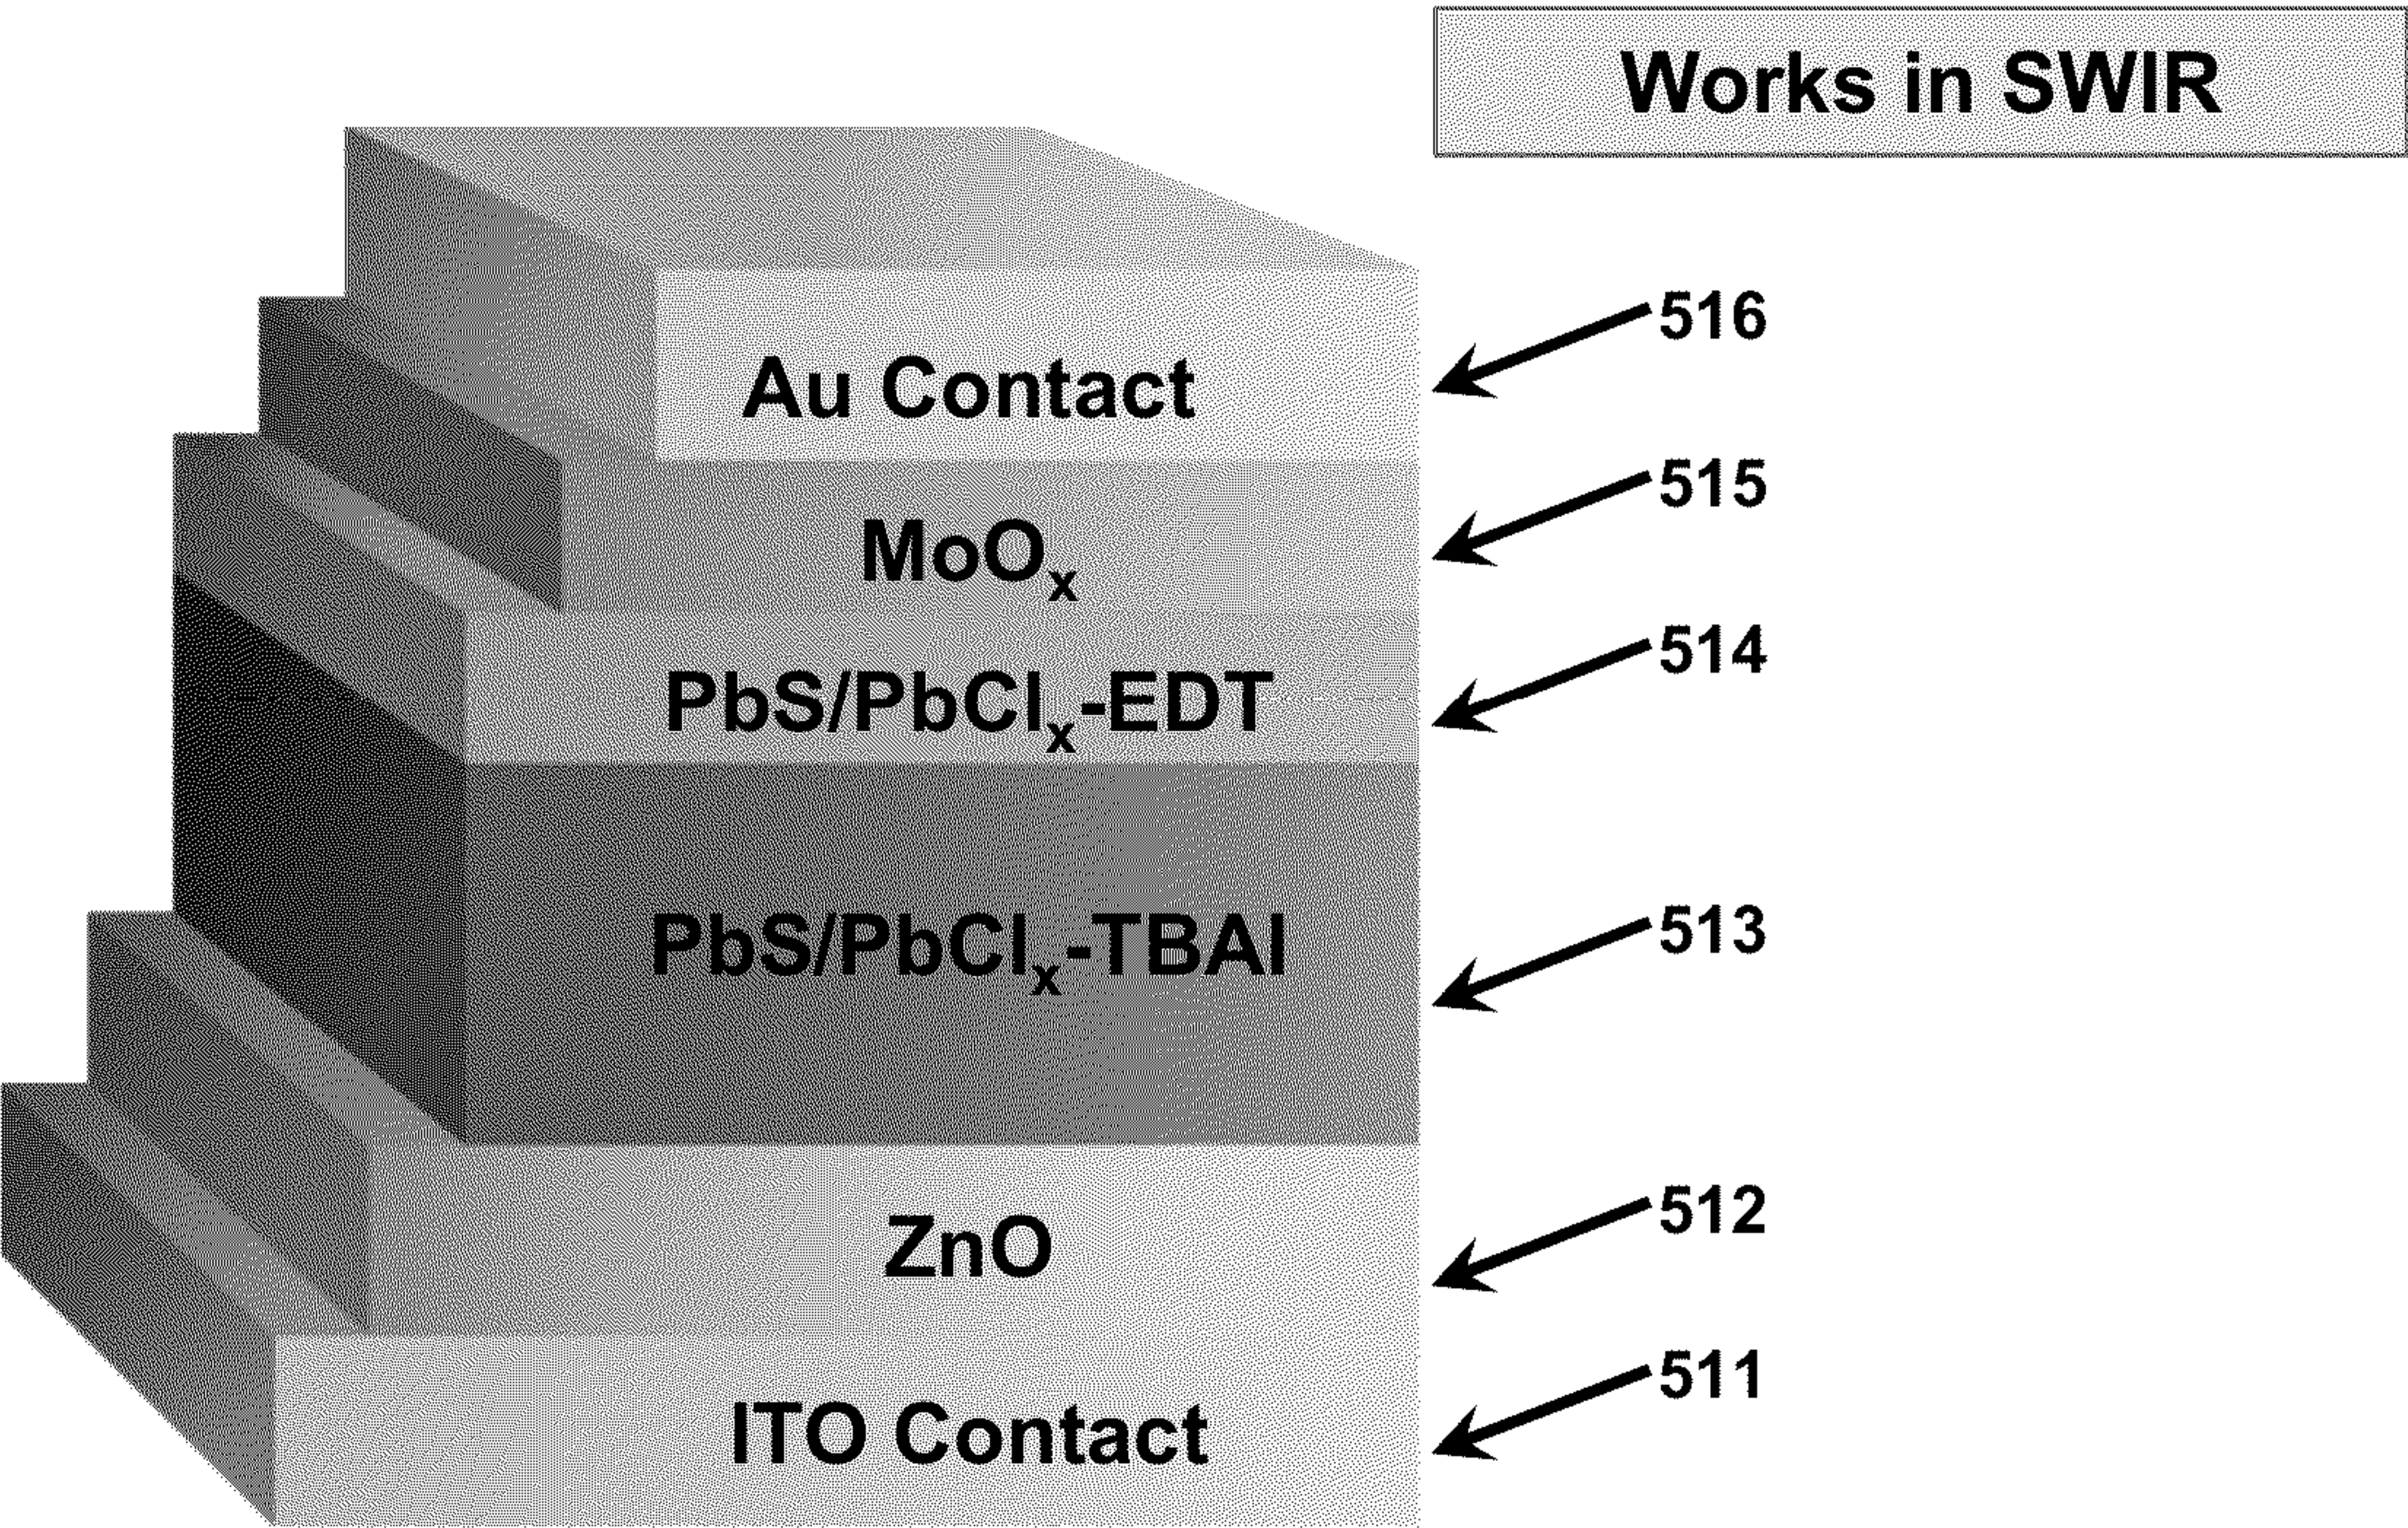 Works in SWIR
516
Au Contact
515
MoOₓ
514
PbS/PbClₓ-EDT
513
PbS/PbClₓ-TBAI
512
ZnO
511
ITO Contact